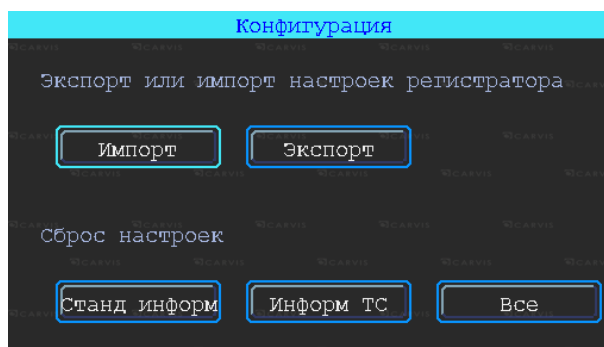 Конфигурация
Экспорт или импорт настроек регистратора
Импорт Экспорт
Сброс настроек
Станд информ Информ ТС Все